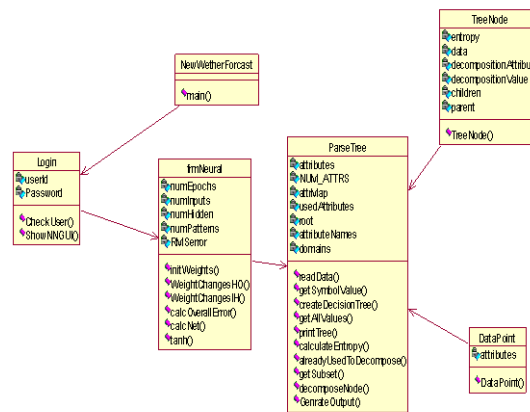 NewWetherForcast
main()
Login
userId
Password
CheckUser()
ShowNNGUI()
frmNeural
numEpochs
numInputs
numHidden
numPatterns
RMSerror
initWeights()
WeightChangesHO()
WeightChangesIH()
calcOverallError()
calcNet()
tanh()
ParseTree
attributes
NUM_ATTRS
attrMap
usedAttributes
root
attributeNames
domains
readData()
getSymbolValue()
createDecisionTree()
getAllValues()
printTree()
calculateEntropy()
alreadyUsedToDecompose()
getSubset()
decomposeNode()
GenrateOutput()
TreeNode
entropy
data
decompositionAttribu
decompositionValue
children
parent
TreeNode()
DataPoint
attributes
DataPoint()